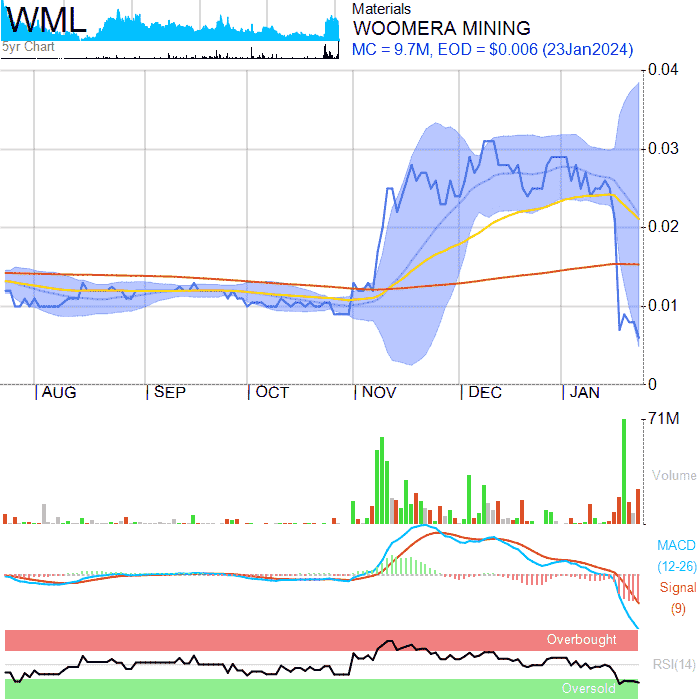 WML
5yr Chart
Materials
WOOMERA MINING
MC = 9.7M, EOD = $0.006 (23Jan2024)
0.04
0.03
0.02
0.01
0
AUG
SEP
OCT
NOV
DEC
JAN
71M
Volume
MACD
(12-26)
Signal
(9)
Overbought
RSI(14)
Oversold